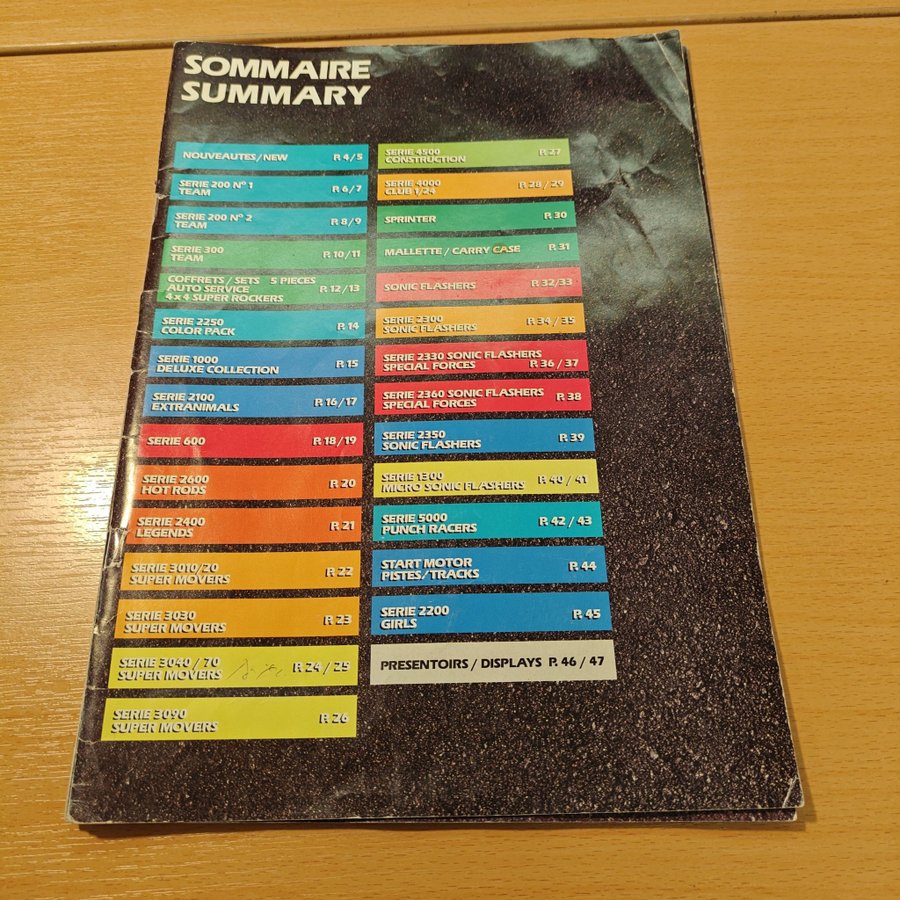 SOMMAIRE
SUMMARY
NOUVEAUTES/NEW P. 4/5
SERIE 200 N° 1
TEAM P. 6/7
SERIE 200 N° 2
TEAM P. 8/9
SERIE 300
TEAM P. 10/11
COFFRETS / SETS 5 PIECES
AUTO SERVICE P. 12/13
4x4 SUPER ROCKERS
SERIE 2250
COLOR PACK P. 14
SERIE 1000
DELUXE COLLECTION P. 15
SERIE 2100
EXTRANIMALS P. 16/17
SERIE 600 P. 18/19
SERIE 2600
HOT RODS P. 20
SERIE 2400
LEGENDS P. 21
SERIE 3010/20
SUPER MOVERS P. 22
SERIE 3030
SUPER MOVERS P. 23
SERIE 3040 / 70
SUPER MOVERS P. 24 / 25
SERIE 3090
SUPER MOVERS P. 26
SERIE 4500 P. 27
CONSTRUCTION
SERIE 4000
CLUB 1/24 P. 28 / 29
SPRINTER P. 30
MALLETTE / CARRY CASE P. 31
SONIC FLASHERS P. 32/33
SERIE 2300
SONIC FLASHERS P. 34 / 35
SERIE 2330 SONIC FLASHERS
SPECIAL FORCES P. 36 / 37
SERIE 2360 SONIC FLASHERS
SPECIAL FORCES P. 38
SERIE 2350
SONIC FLASHERS P. 39
SERIE 1300
MICRO SONIC FLASHERS P. 40 / 41
SERIE 5000
PUNCH RACERS P. 42 / 43
START MOTOR
PISTES/TRACKS P. 44
SERIE 2200
GIRLS P. 45
PRESENTOIRS / DISPLAYS P. 46 / 47